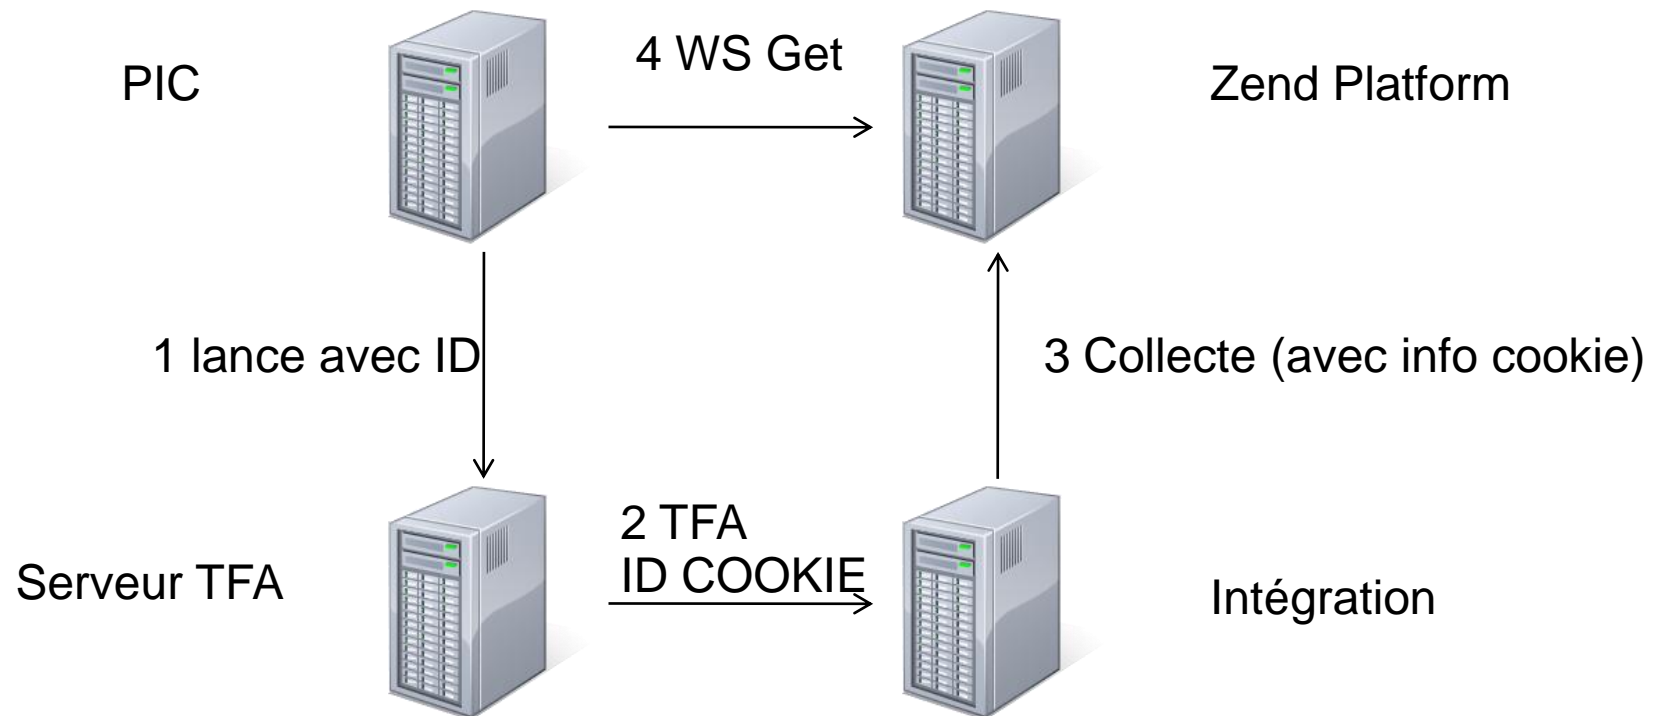 PIC
4 WS Get
Zend Platform
1 lance avec ID
3 Collecte (avec info cookie)
Serveur TFA
2 TFA
ID COOKIE
Intégration